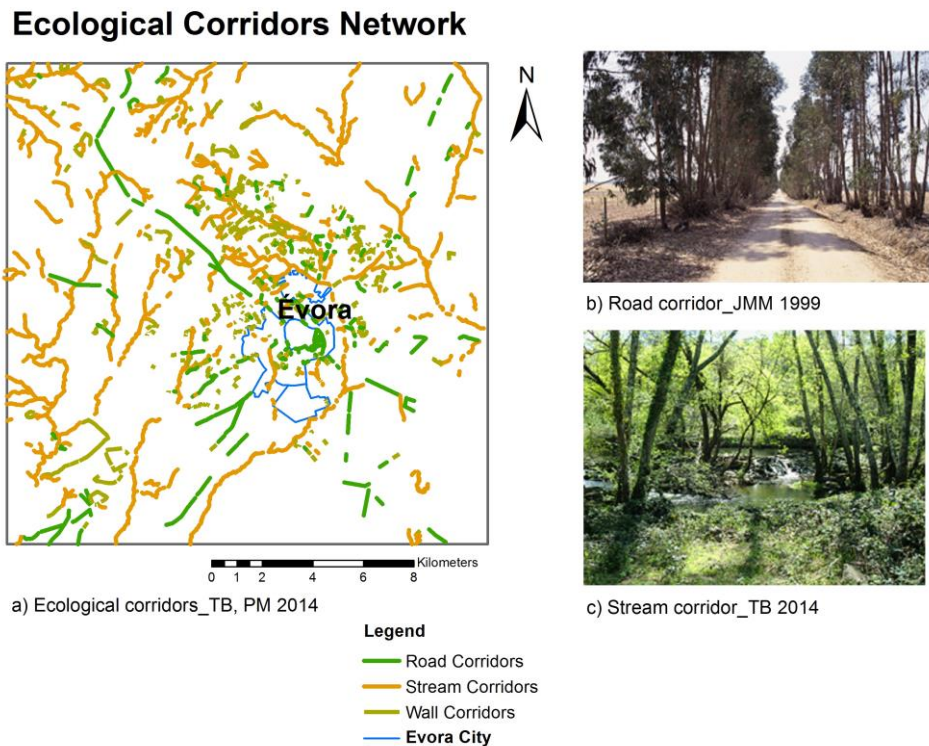 Ecological Corridors Network
N
Évora
0 1 2 4 6 8 Kilometers
a) Ecological corridors_TB, PM 2014
b) Road corridor_JMM 1999
c) Stream corridor_TB 2014
Legend
Road Corridors
Stream Corridors
Wall Corridors
Evora City